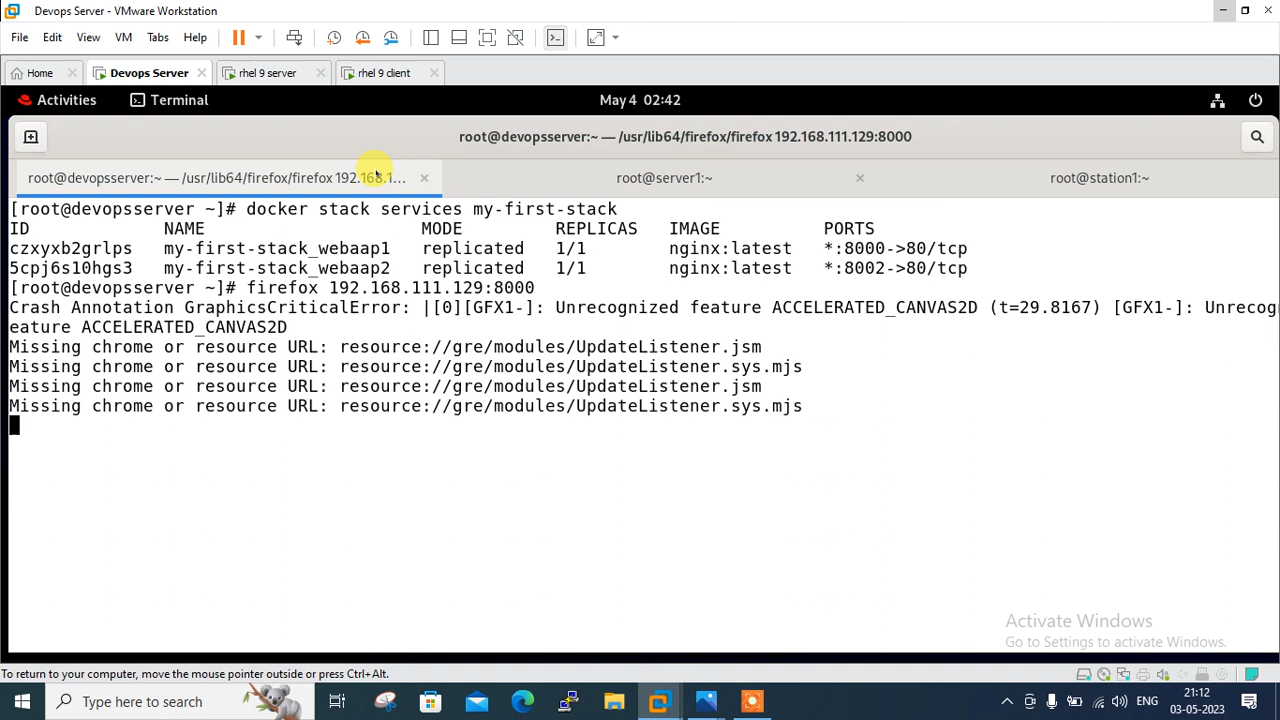 Devops Server - VMware Workstation
File Edit View VM Tabs Help
Home Devops Server rhel 9 server rhel 9 client
Activities Terminal May 4 02:42
root@devopsserver:~ — /usr/lib64/firefox/firefox 192.168.111.129:8000
root@devopsserver:~ — /usr/lib64/firefox/firefox 192.168.1… root@server1:~ root@station1:~
[root@devopsserver ~]# docker stack services my-first-stack
ID NAME MODE REPLICAS IMAGE PORTS
czxyxb2grlps my-first-stack_webaap1 replicated 1/1 nginx:latest *:8000->80/tcp
5cpj6s10hgs3 my-first-stack_webaap2 replicated 1/1 nginx:latest *:8002->80/tcp
[root@devopsserver ~]# firefox 192.168.111.129:8000
Crash Annotation GraphicsCriticalError: |[0][GFX1-]: Unrecognized feature ACCELERATED_CANVAS2D (t=29.8167) [GFX1-]: Unrecog
eature ACCELERATED_CANVAS2D
Missing chrome or resource URL: resource://gre/modules/UpdateListener.jsm
Missing chrome or resource URL: resource://gre/modules/UpdateListener.sys.mjs
Missing chrome or resource URL: resource://gre/modules/UpdateListener.jsm
Missing chrome or resource URL: resource://gre/modules/UpdateListener.sys.mjs
Activate Windows
Go to Settings to activate Windows.
To return to your computer, move the mouse pointer outside or press Ctrl+Alt.
Type here to search ENG 21:12
03-05-2023